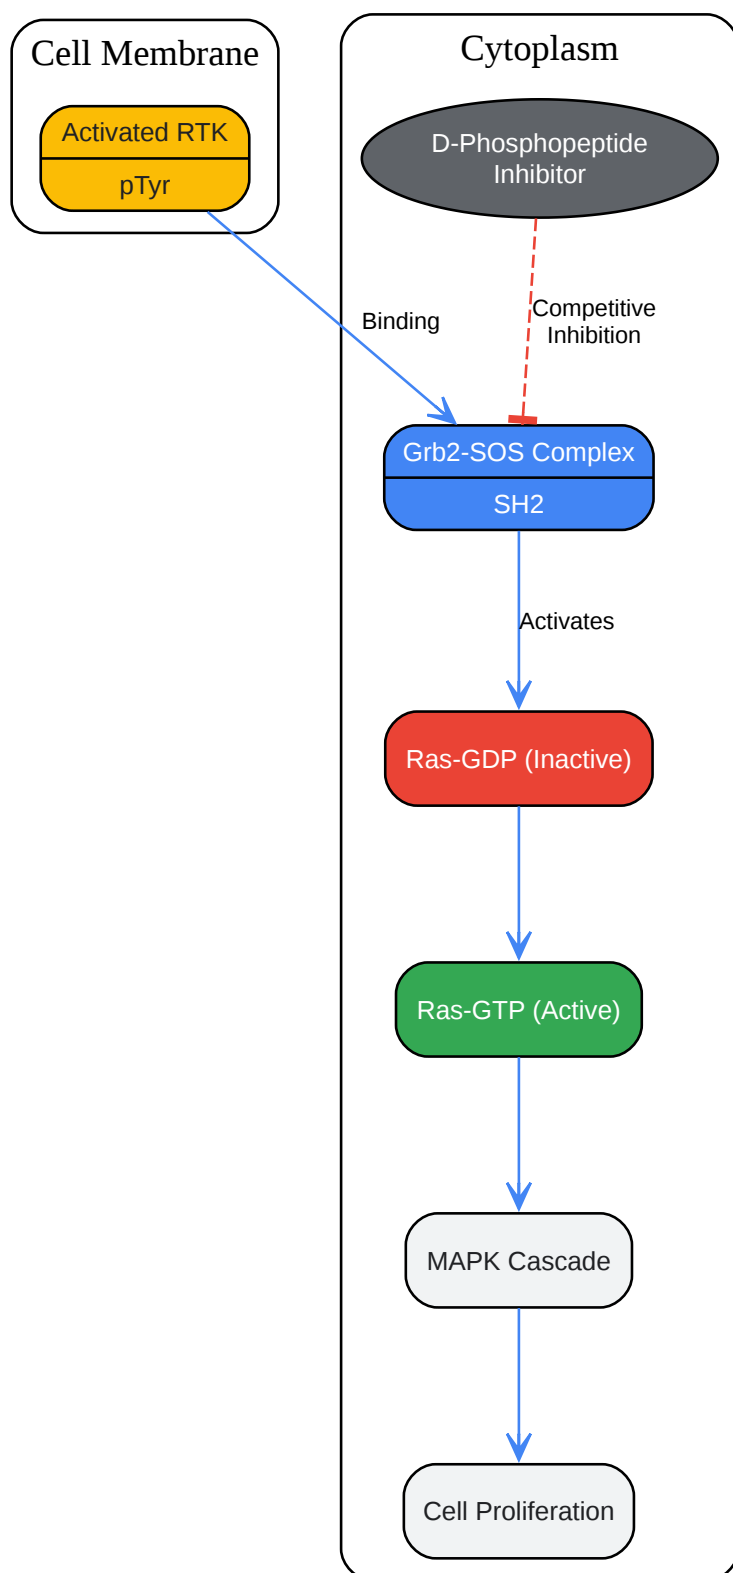 Cell Membrane
Activated RTK
pTyr
Cytoplasm
D-Phosphopeptide
Inhibitor
Binding
Competitive
Inhibition
Grb2-SOS Complex
SH2
Activates
Ras-GDP (Inactive)
Ras-GTP (Active)
MAPK Cascade
Cell Proliferation